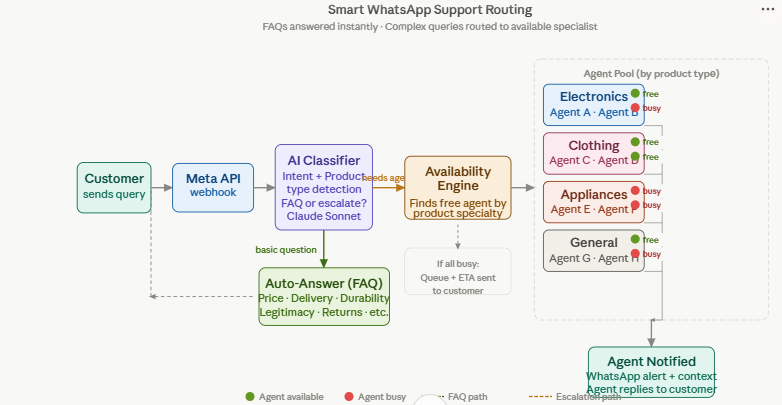 Smart WhatsApp Support Routing
FAQs answered instantly · Complex queries routed to available specialist
Agent Pool (by product type)
Electronics
Agent A · Agent B
free
busy
Clothing
Agent C · Agent D
free
free
Appliances
Agent E · Agent F
busy
busy
General
Agent G · Agent H
free
busy
Customer
sends query
Meta API
webhook
AI Classifier
Intent + Product
type detection
FAQ or escalate?
Claude Sonnet
needs age
Availability
Engine
Finds free agent by
product specialty
basic question
If all busy:
Queue + ETA sent
to customer
Auto-Answer (FAQ)
Price · Delivery · Durability
Legitimacy · Returns · etc.
Agent Notified
WhatsApp alert + context
Agent replies to customer
Agent available
Agent busy
FAQ path
Escalation path